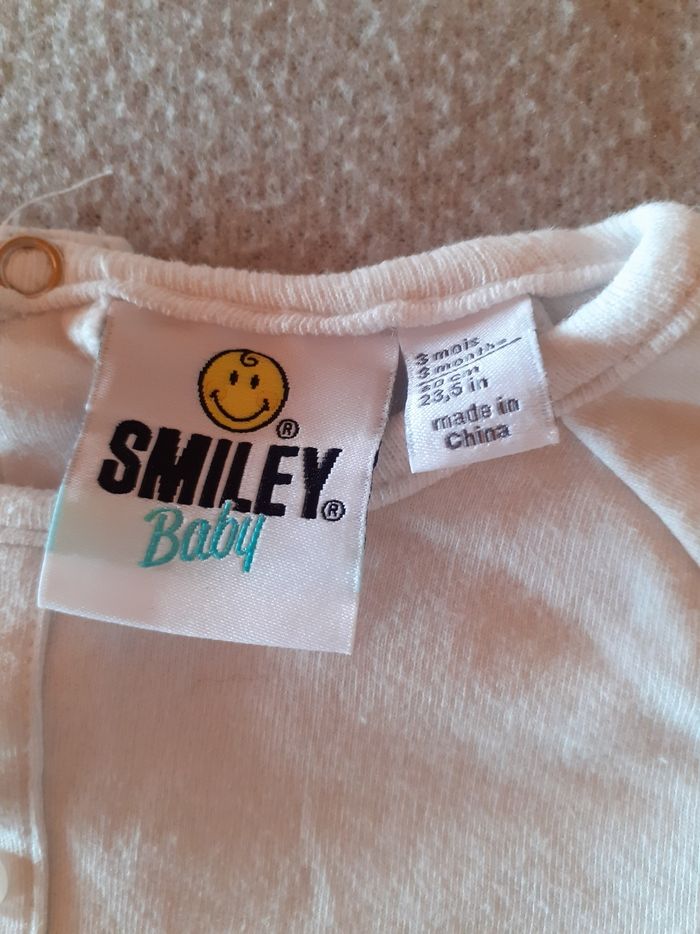 SMILEY®
Baby
3 mois
3 months
60 cm
23,5 in
made in
China